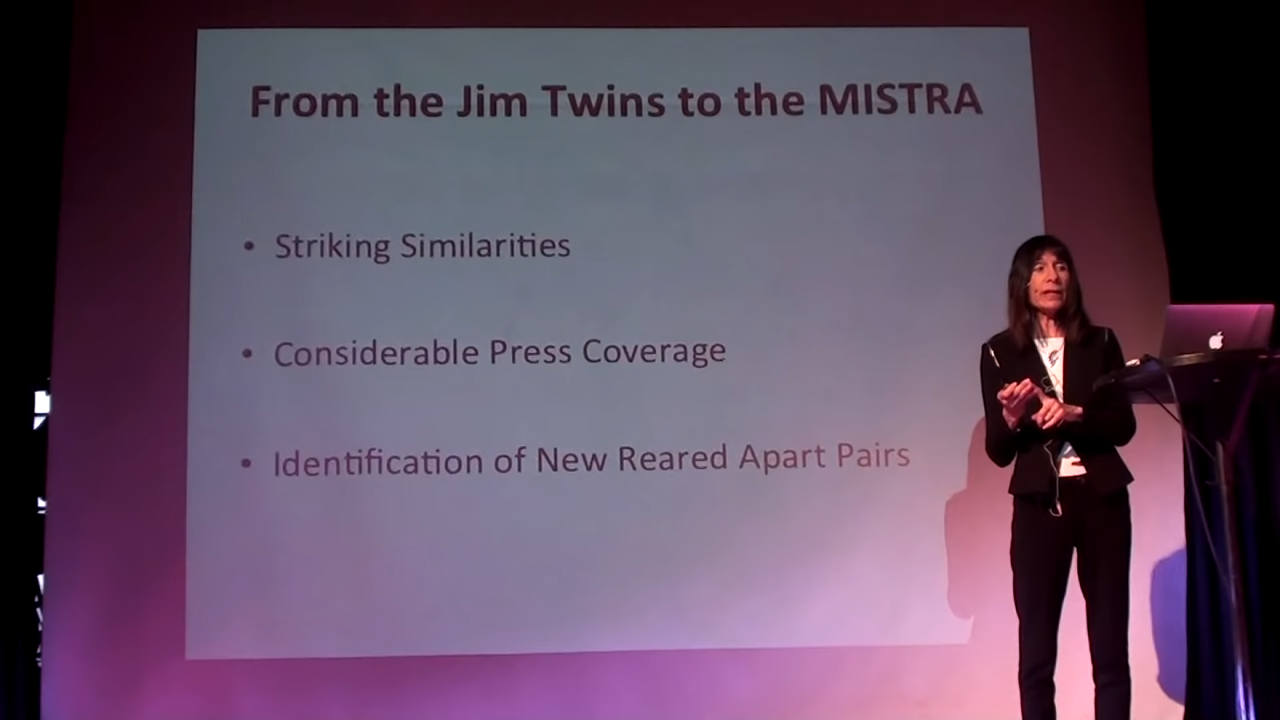 From the Jim Twins to the MISTRA
• Striking Similarities
• Considerable Press Coverage
• Identification of New Reared Apart Pairs